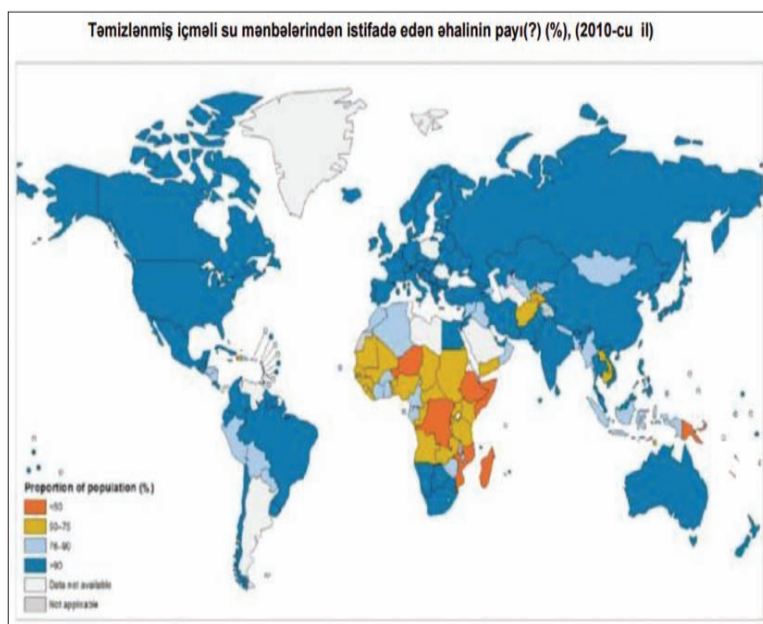 Təmizlənmiş içməli su mənbələrindən istifadə edən əhalinin payı(?) (%), (2010-cu il)
Proportion of population (%)
<50
50–75
76–90
>90
Data not available
Not applicable